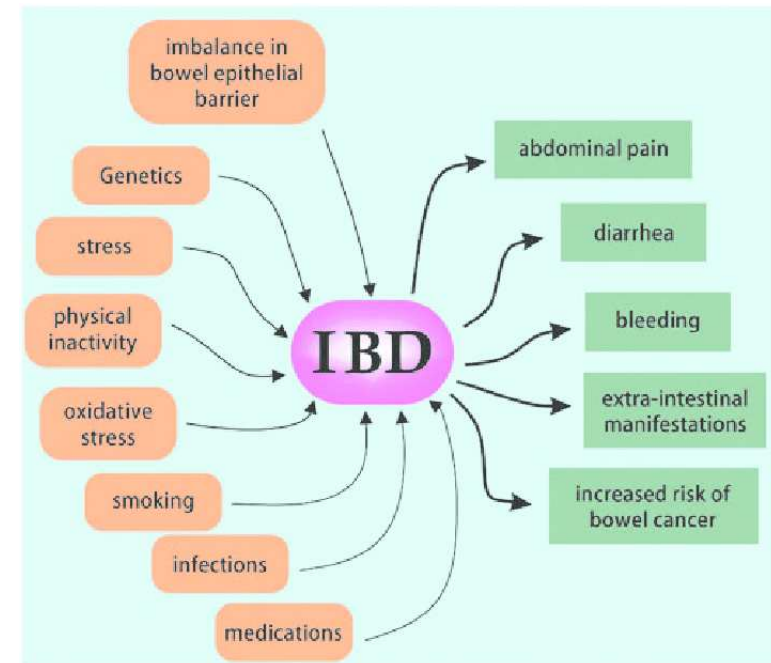 imbalance in
bowel epithelial
barrier
Genetics
stress
physical
inactivity
oxidative
stress
smoking
infections
medications
IBD
abdominal pain
diarrhea
bleeding
extra-intestinal
manifestations
increased risk of
bowel cancer